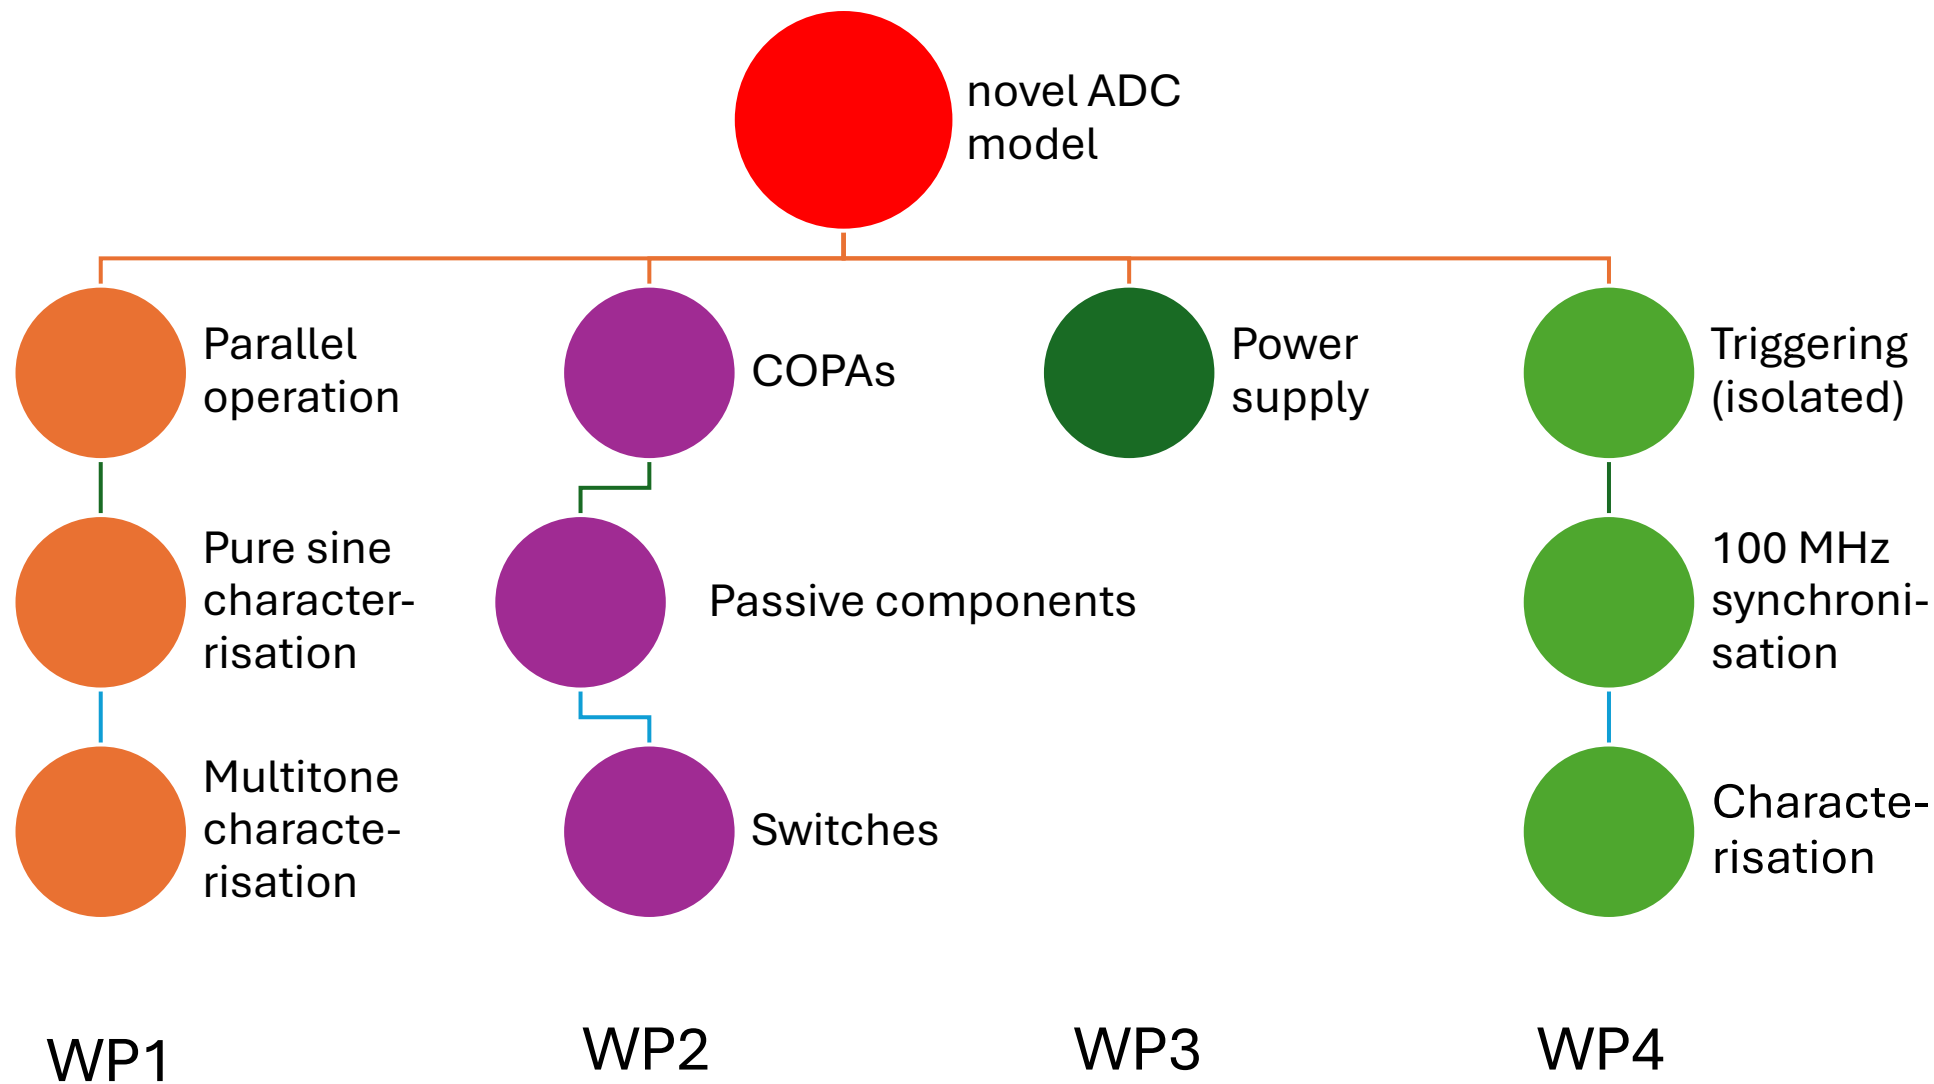 novel ADC
model
Parallel
operation
COPAs
Power
supply
Triggering
(isolated)
Pure sine
character-
risation
Passive components
100 MHz
synchroni-
sation
Multitone
characte-
risation
Switches
Characte-
risation
WP1
WP2
WP3
WP4